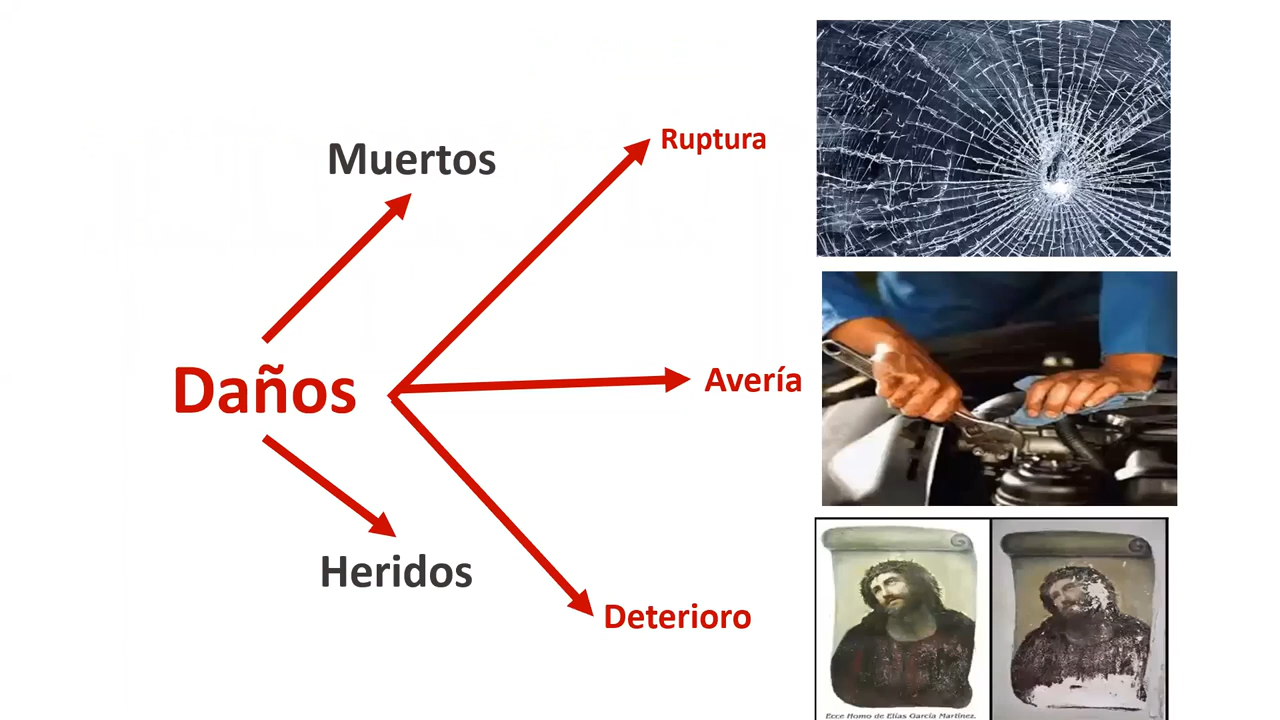 Muertos
Ruptura
Daños
Avería
Heridos
Deterioro
Ecce Homo de Elías García Martínez.